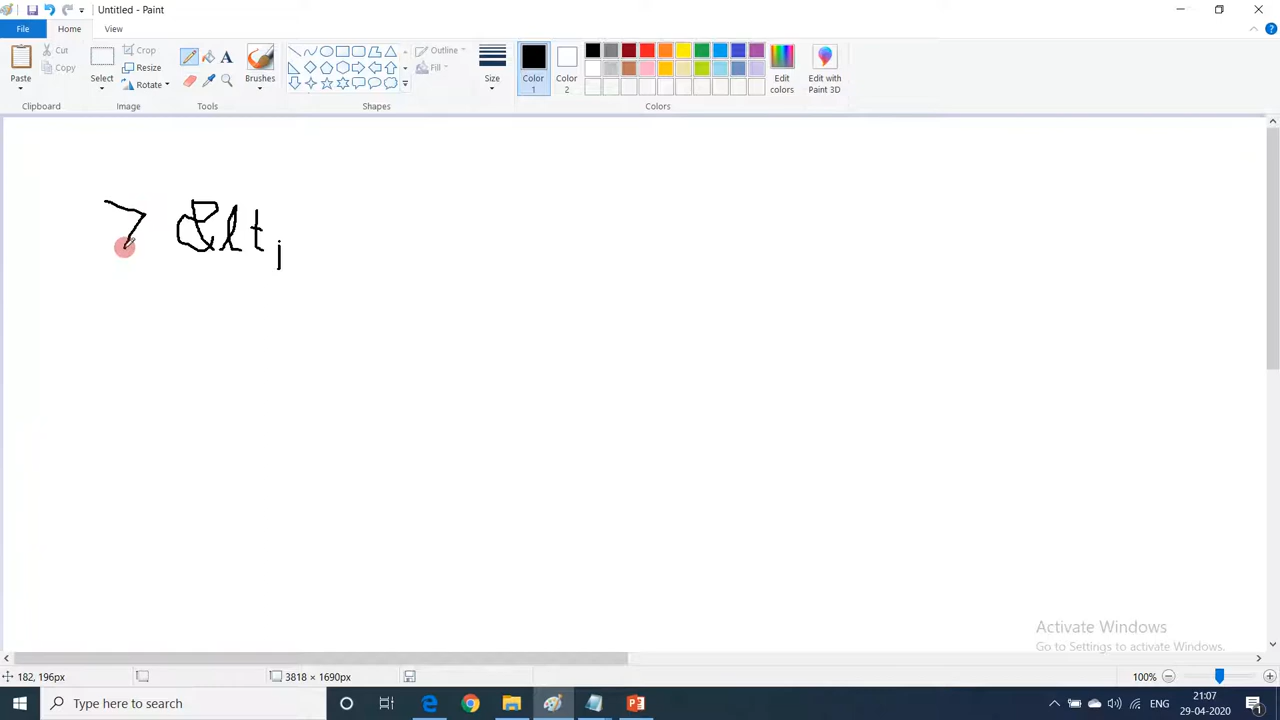 Untitled - Paint
File Home View
Paste
Cut
Copy
Clipboard
Select
Crop
Resize
Rotate
Image
Tools
Brushes
Shapes
Outline
Fill
Size
Color 1
Color 2
Colors
Edit colors
Edit with Paint 3D
> &lt;
Activate Windows
Go to Settings to activate Windows.
182, 196px
3818 × 1690px
100%
Type here to search
ENG
21:07
29-04-2020
1